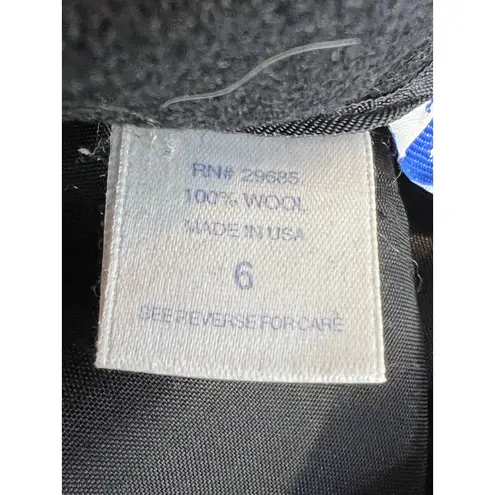 RN# 29685
100% WOOL
MADE IN USA
6
SEE REVERSE FOR CARE